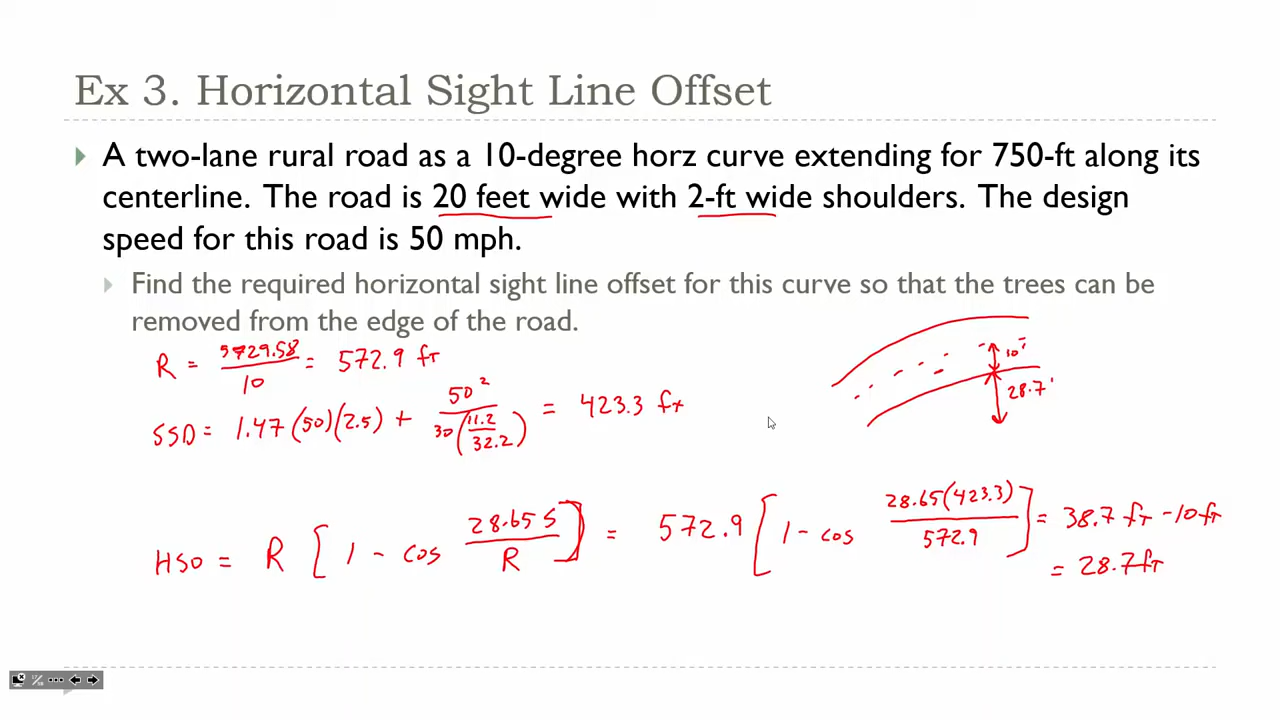 Ex 3. Horizontal Sight Line Offset
A two-lane rural road as a 10-degree horz curve extending for 750-ft along its
centerline. The road is 20 feet wide with 2-ft wide shoulders. The design
speed for this road is 50 mph.
Find the required horizontal sight line offset for this curve so that the trees can be
removed from the edge of the road.
R = 5729.58 / 10 = 572.9 ft
10'
28.7'
SSD = 1.47 (50)(2.5) + 50² / 30 (11.2 / 32.2) = 423.3 ft
HSO = R [1 - cos 28.65 S / R] = 572.9 [1 - cos 28.65(423.3) / 572.9] = 38.7 ft - 10 ft
= 28.7 ft